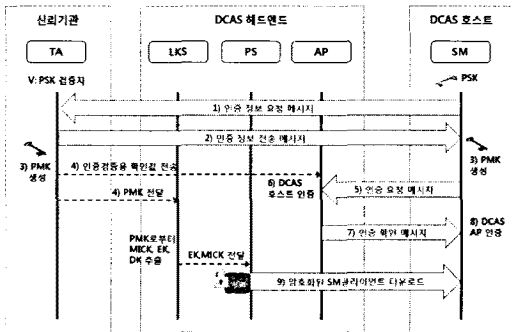 신뢰기관
DCAS 헤드엔드
DCAS 호스트
TA
LKS
PS
AP
SM
V: PSK 검증자
PSK
1) 인증 정보 요청 메시지
2) 인증 정보 전송 메시지
3) PMK
생성
3) PMK
생성
4) 인증검증용 확인값 전송
4) PMK 전달
5) 인증 요청 메시지
6) DCAS
호스트 인증
7) 인증 확인 메시지
8) DCAS
AP 인증
PMK로부터
MICK, EK,
DK 추출
EK,MICK 전달
9) 암호화된 SM클라이언트 다운로드